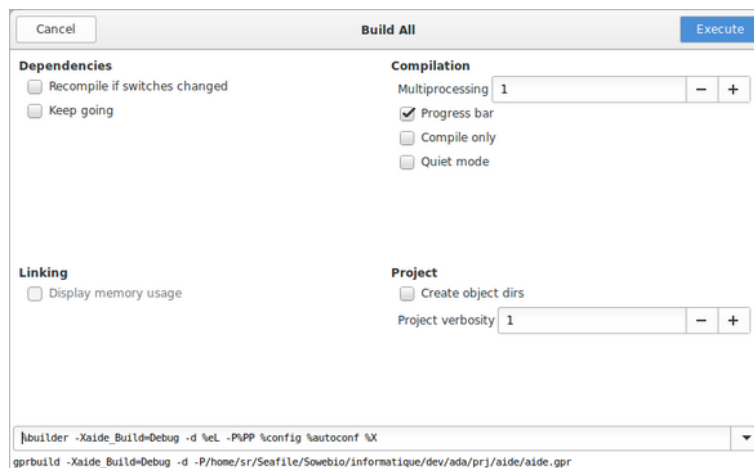 Cancel Build All Execute
Dependencies
Recompile if switches changed
Keep going
Compilation
Multiprocessing 1
Progress bar
Compile only
Quiet mode
Linking
Display memory usage
Project
Create object dirs
Project verbosity 1
%builder -Xaide_Build=Debug -d %eL -P%PP %config %autoconf %X
gprbuild -Xaide_Build=Debug -d -P/home/sr/Seafile/Sowebio/informatique/dev/ada/prj/aide/aide.gpr